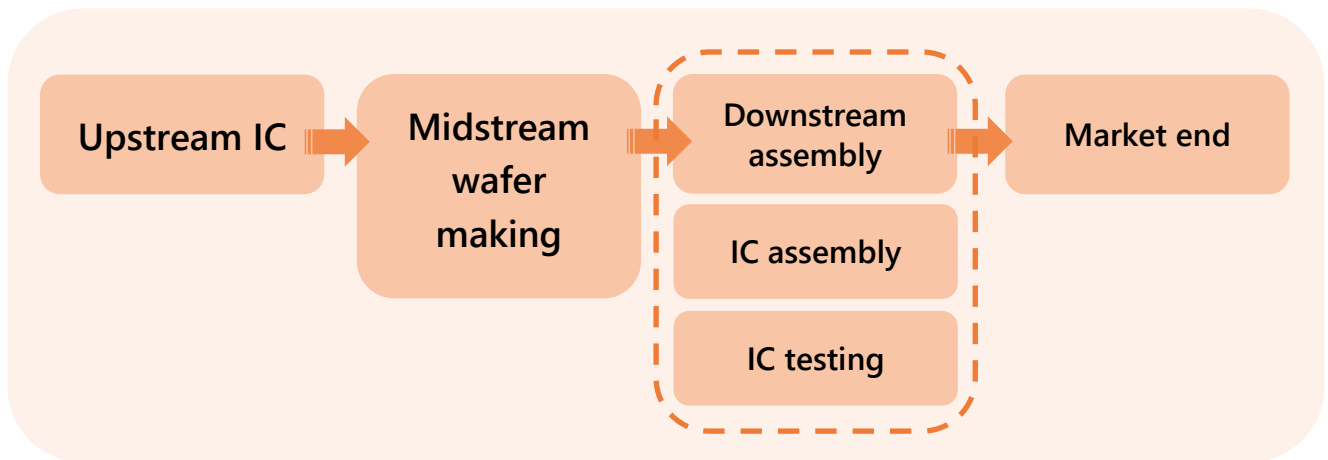 Upstream IC
Midstream
wafer
making
Downstream
assembly
IC assembly
IC testing
Market end